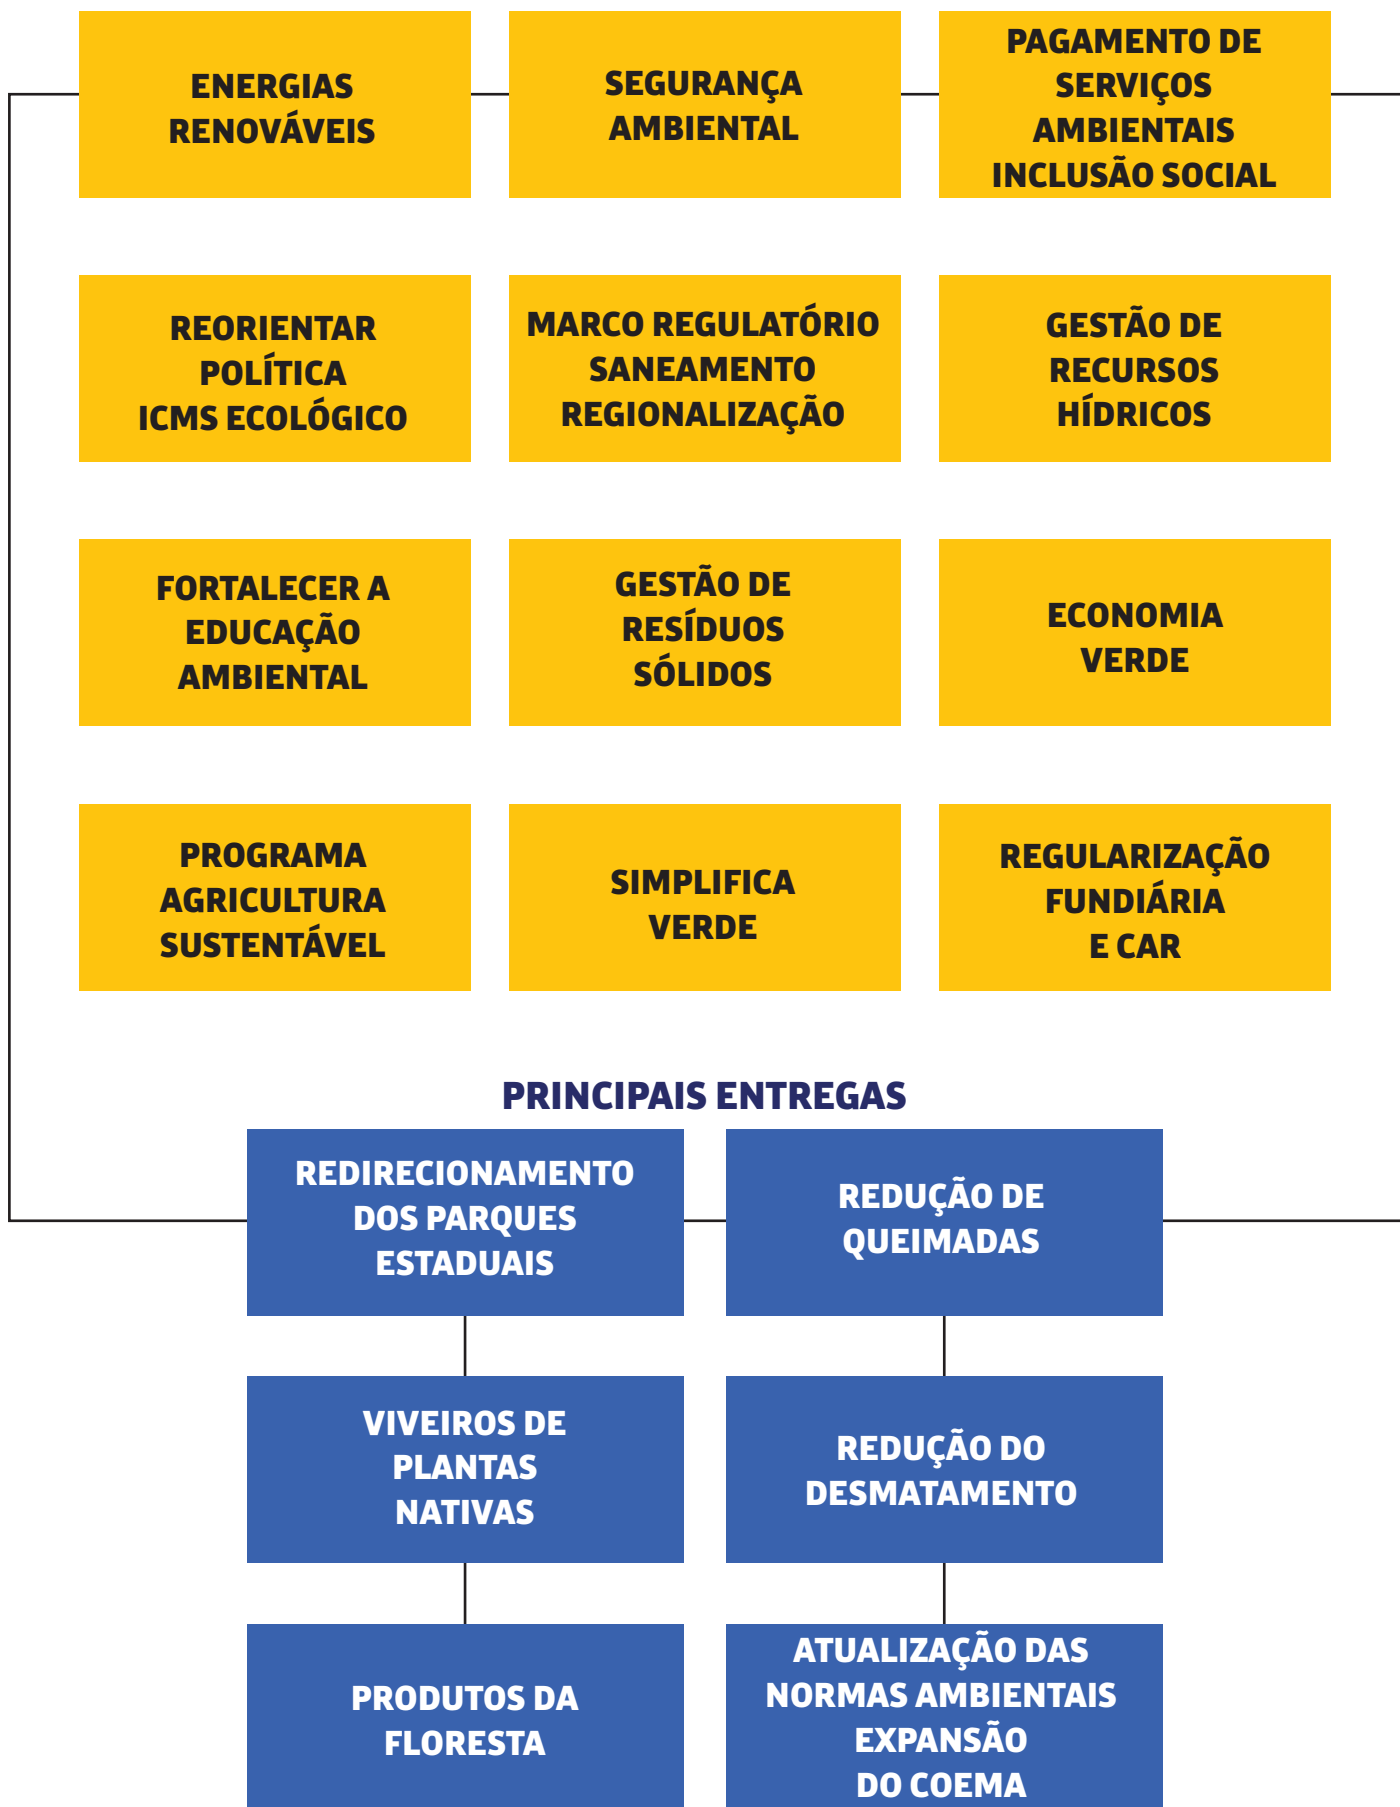 ENERGIAS
RENOVÁVEIS
SEGURANÇA
AMBIENTAL
PAGAMENTO DE
SERVIÇOS
AMBIENTAIS
INCLUSÃO SOCIAL
REORIENTAR
POLÍTICA
ICMS ECOLÓGICO
MARCO REGULATÓRIO
SANEAMENTO
REGIONALIZAÇÃO
GESTÃO DE
RECURSOS
HÍDRICOS
FORTALECER A
EDUCAÇÃO
AMBIENTAL
GESTÃO DE
RESÍDUOS
SÓLIDOS
ECONOMIA
VERDE
PROGRAMA
AGRICULTURA
SUSTENTÁVEL
SIMPLIFICA
VERDE
REGULARIZAÇÃO
FUNDIÁRIA
E CAR
PRINCIPAIS ENTREGAS
REDIRECIONAMENTO
DOS PARQUES
ESTADUAIS
REDUÇÃO DE
QUEIMADAS
VIVEIROS DE
PLANTAS
NATIVAS
REDUÇÃO DO
DESMATAMENTO
PRODUTOS DA
FLORESTA
ATUALIZAÇÃO DAS
NORMAS AMBIENTAIS
EXPANSÃO
DO COEMA